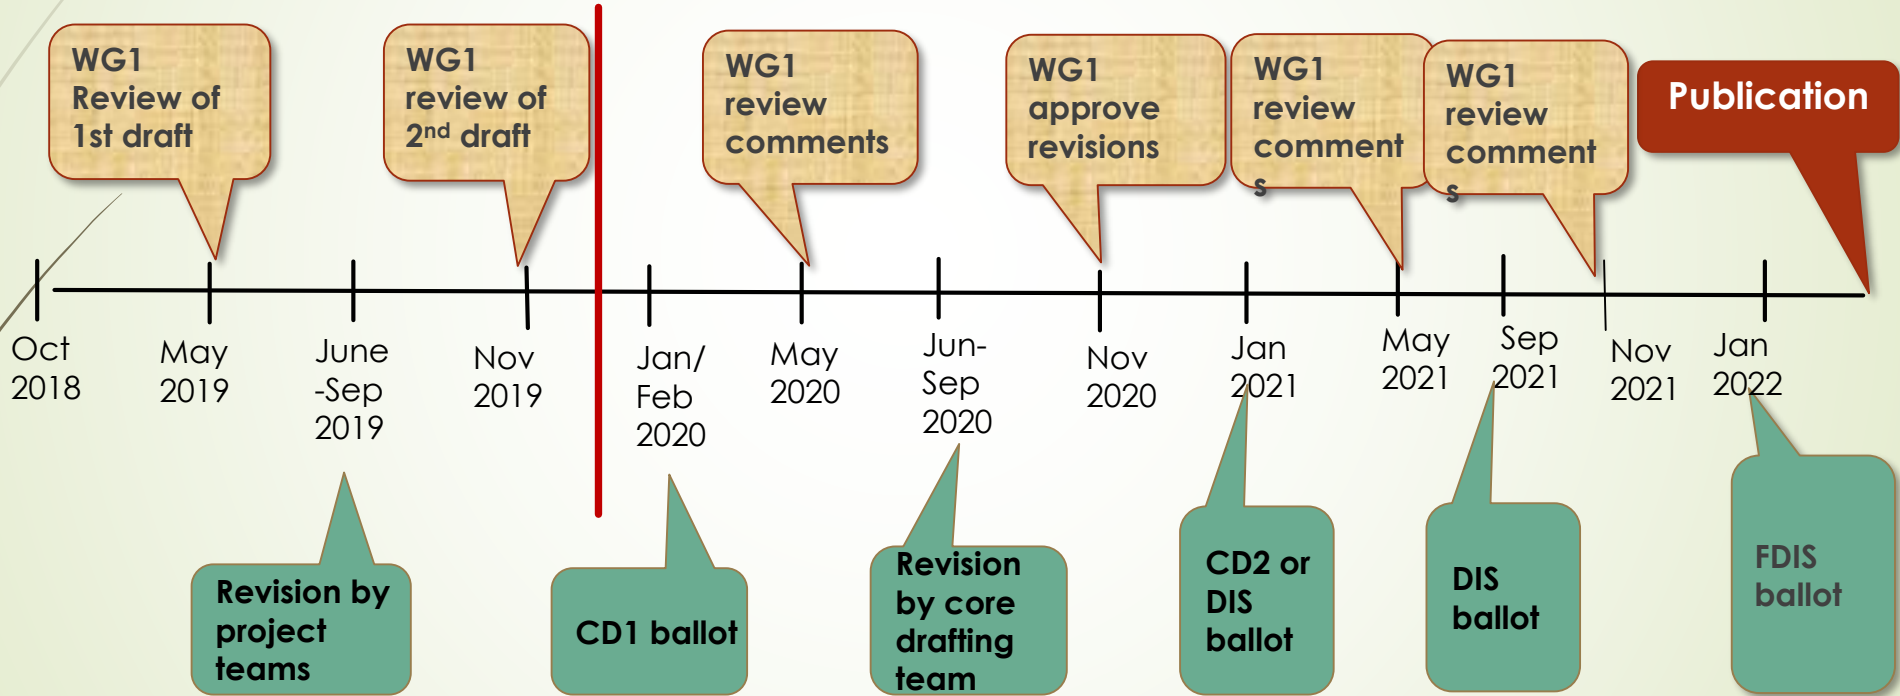 WG1
Review of
1st draft
WG1
review of
2nd draft
WG1
review
comments
WG1
approve
revisions
WG1
review
comment
s
WG1
review
comment
s
Publication
Oct
2018
May
2019
June
-Sep
2019
Nov
2019
Jan/
Feb
2020
May
2020
Jun-
Sep
2020
Nov
2020
Jan
2021
May
2021
Sep
2021
Nov
2021
Jan
2022
Revision by
project
teams
CD1 ballot
Revision
by core
drafting
team
CD2 or
DIS
ballot
DIS
ballot
FDIS
ballot